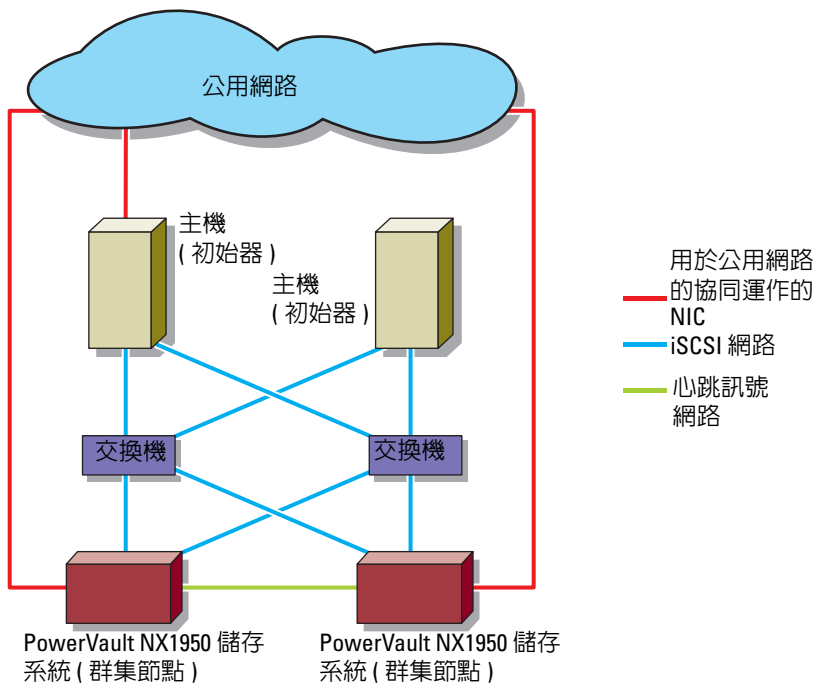 公用網路
主機
( 初始器 )
主機
( 初始器 )
用於公用網路
的協同運作的
NIC
iSCSI 網路
心跳訊號
網路
交換機
交換機
PowerVault NX1950 儲存
系統 ( 群集節點 )
PowerVault NX1950 儲存
系統 ( 群集節點 )